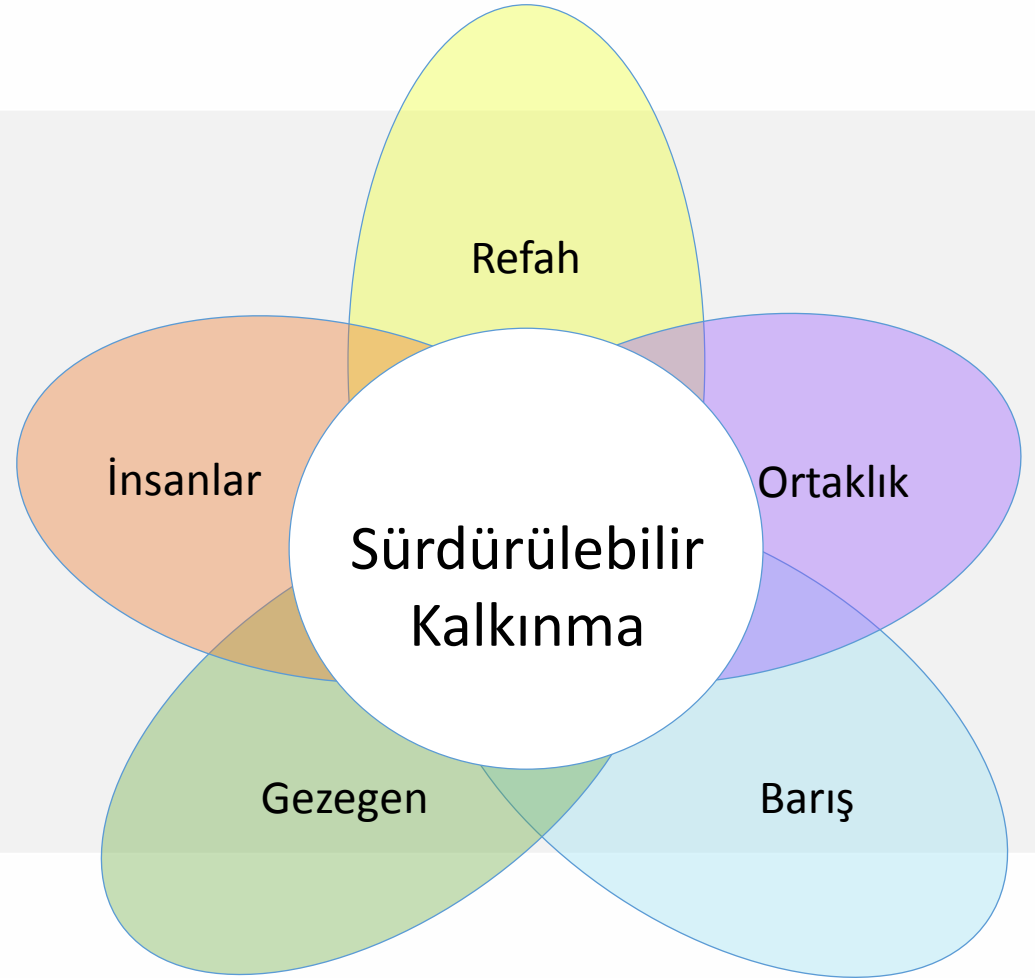 Refah
İnsanlar
Ortaklık
Sürdürülebilir
Kalkınma
Gezegen
Barış